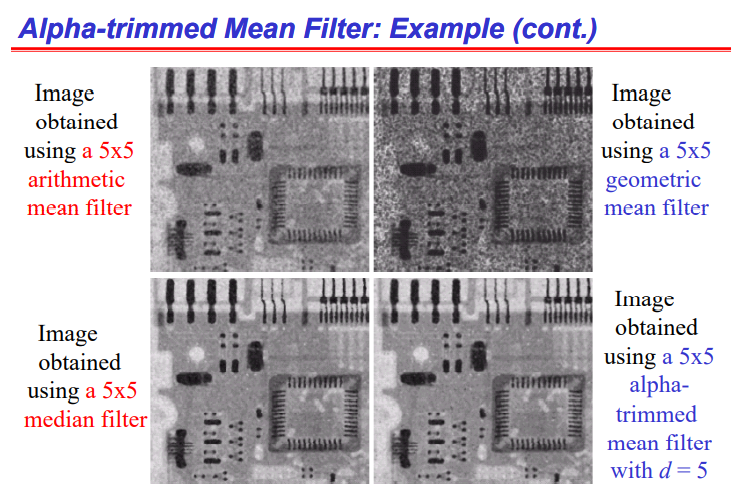 Alpha-trimmed Mean Filter: Example (cont.)
Image
obtained
using a 5x5
arithmetic
mean filter
Image
obtained
using a 5x5
geometric
mean filter
Image
obtained
using a 5x5
median filter
Image
obtained
using a 5x5
alpha-
trimmed
mean filter
with d = 5